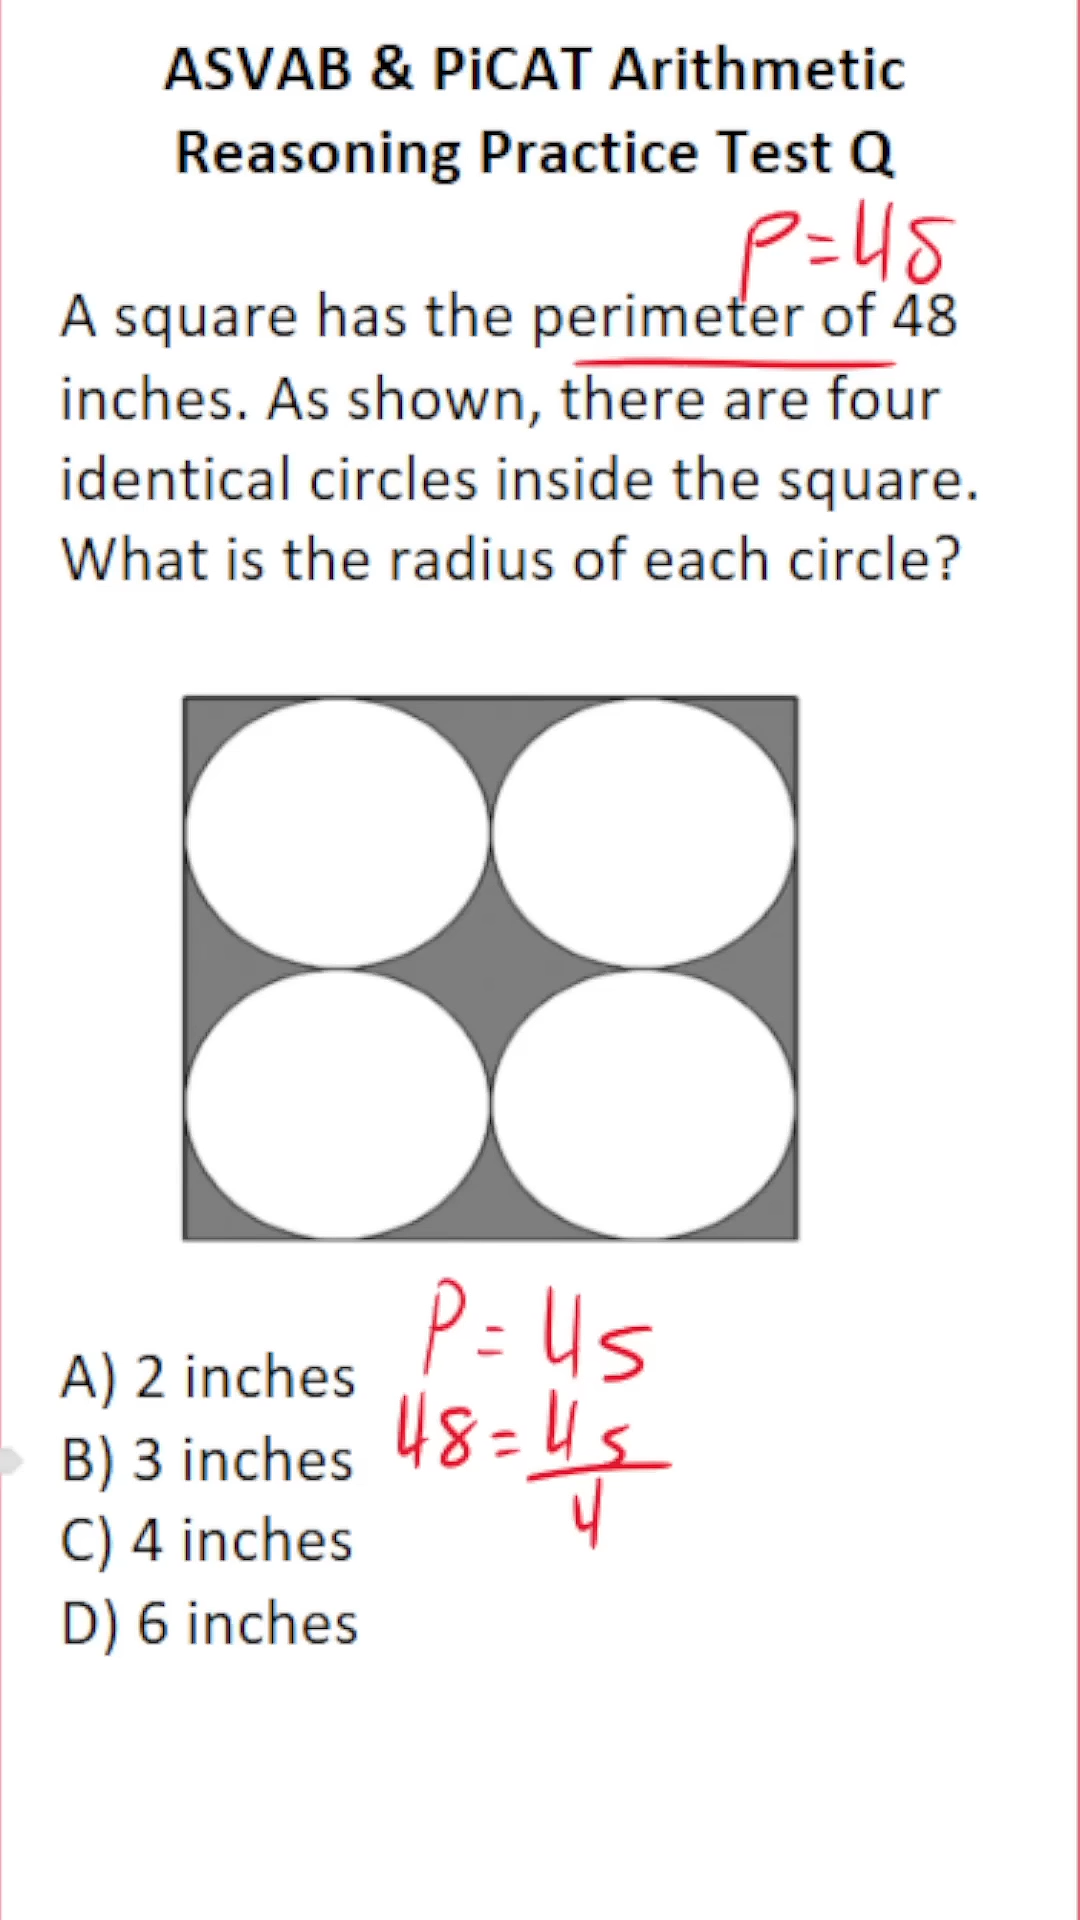 ASVAB & PiCAT Arithmetic
Reasoning Practice Test Q
P=48
A square has the perimeter of 48
inches. As shown, there are four
identical circles inside the square.
What is the radius of each circle?
P = 4s
A) 2 inches
48 = 4s
B) 3 inches
4
C) 4 inches
D) 6 inches